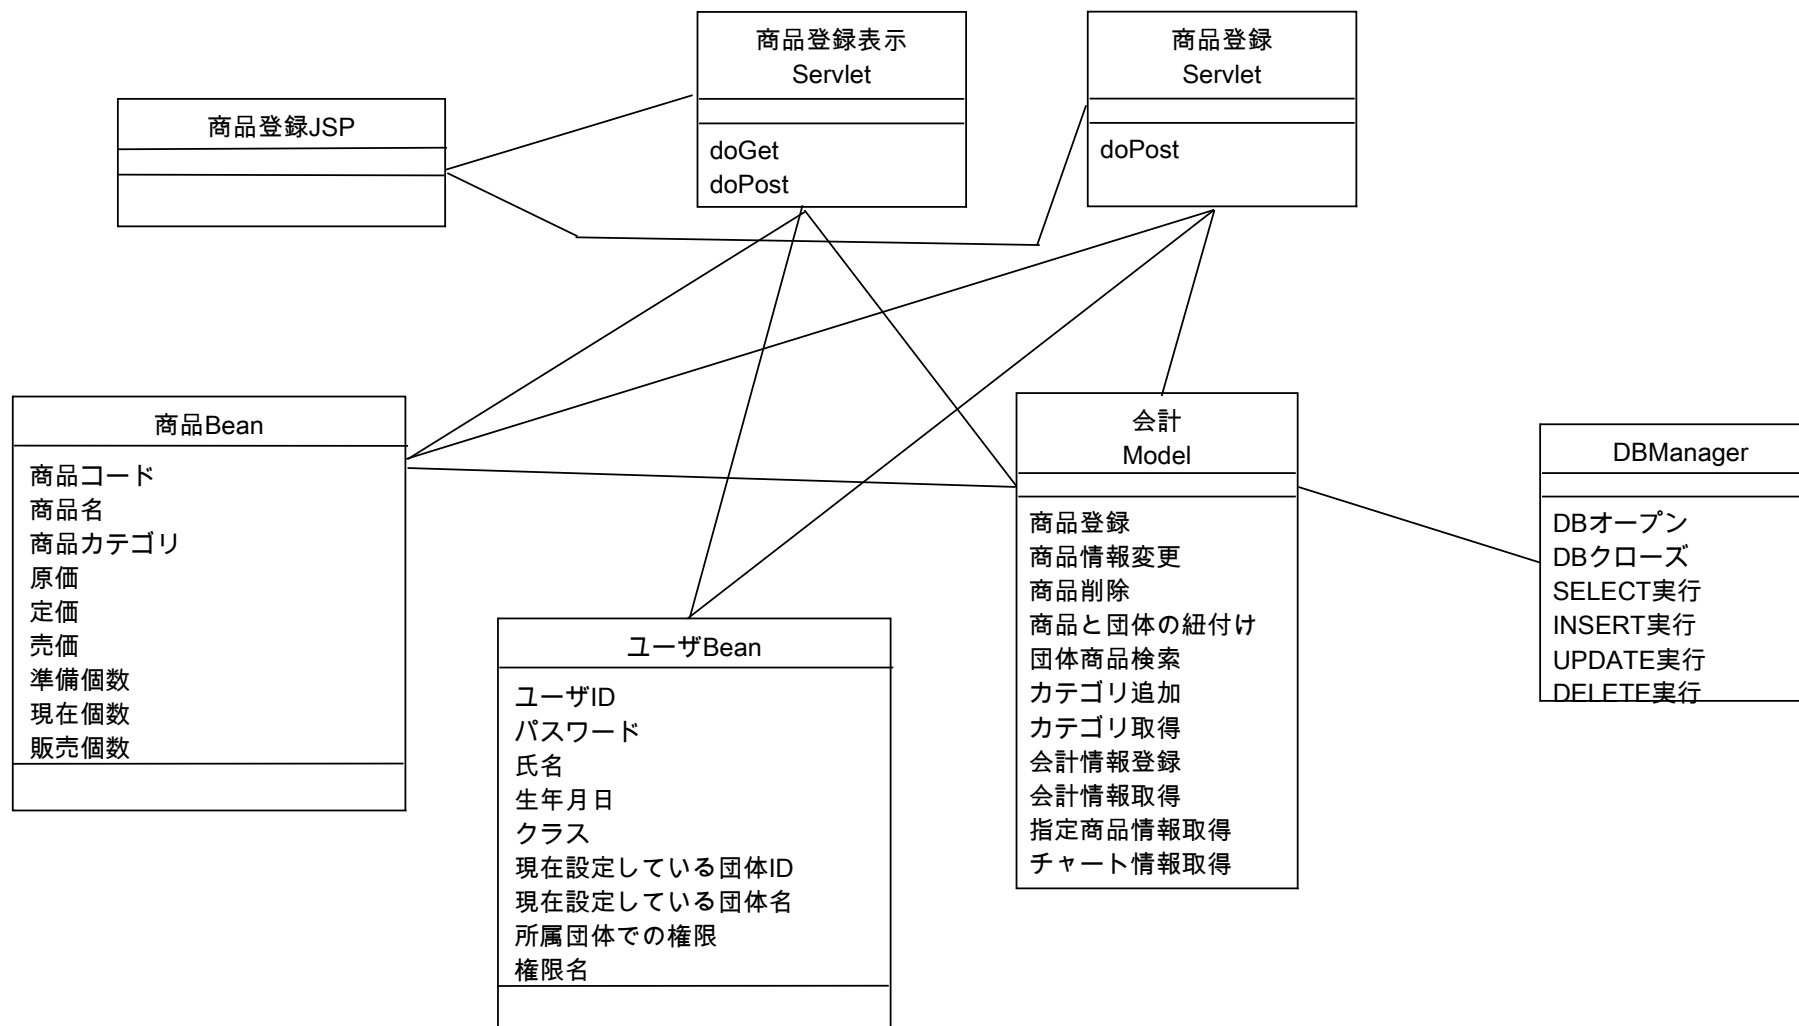 商品登録表示
Servlet
doGet
doPost
商品登録
Servlet
doPost
商品登録JSP
商品Bean
商品コード
商品名
商品カテゴリ
原価
定価
売価
準備個数
現在個数
販売個数
ユーザBean
ユーザID
パスワード
氏名
生年月日
クラス
現在設定している団体ID
現在設定している団体名
所属団体での権限
権限名
会計
Model
商品登録
商品情報変更
商品削除
商品と団体の紐付け
団体商品検索
カテゴリ追加
カテゴリ取得
会計情報登録
会計情報取得
指定商品情報取得
チャート情報取得
DBManager
DBオープン
DBクローズ
SELECT実行
INSERT実行
UPDATE実行
DELETE実行